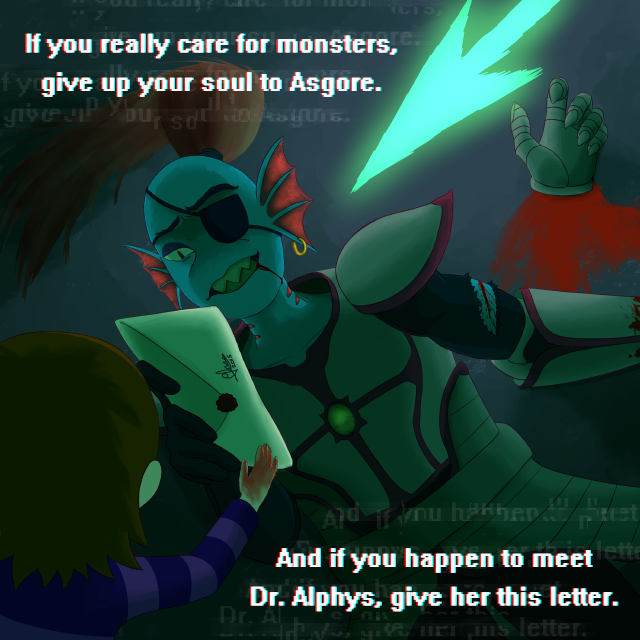 If you really care for monsters,
give up your soul to Asgore.
And if you happen to meet
Dr. Alphys, give her this letter.